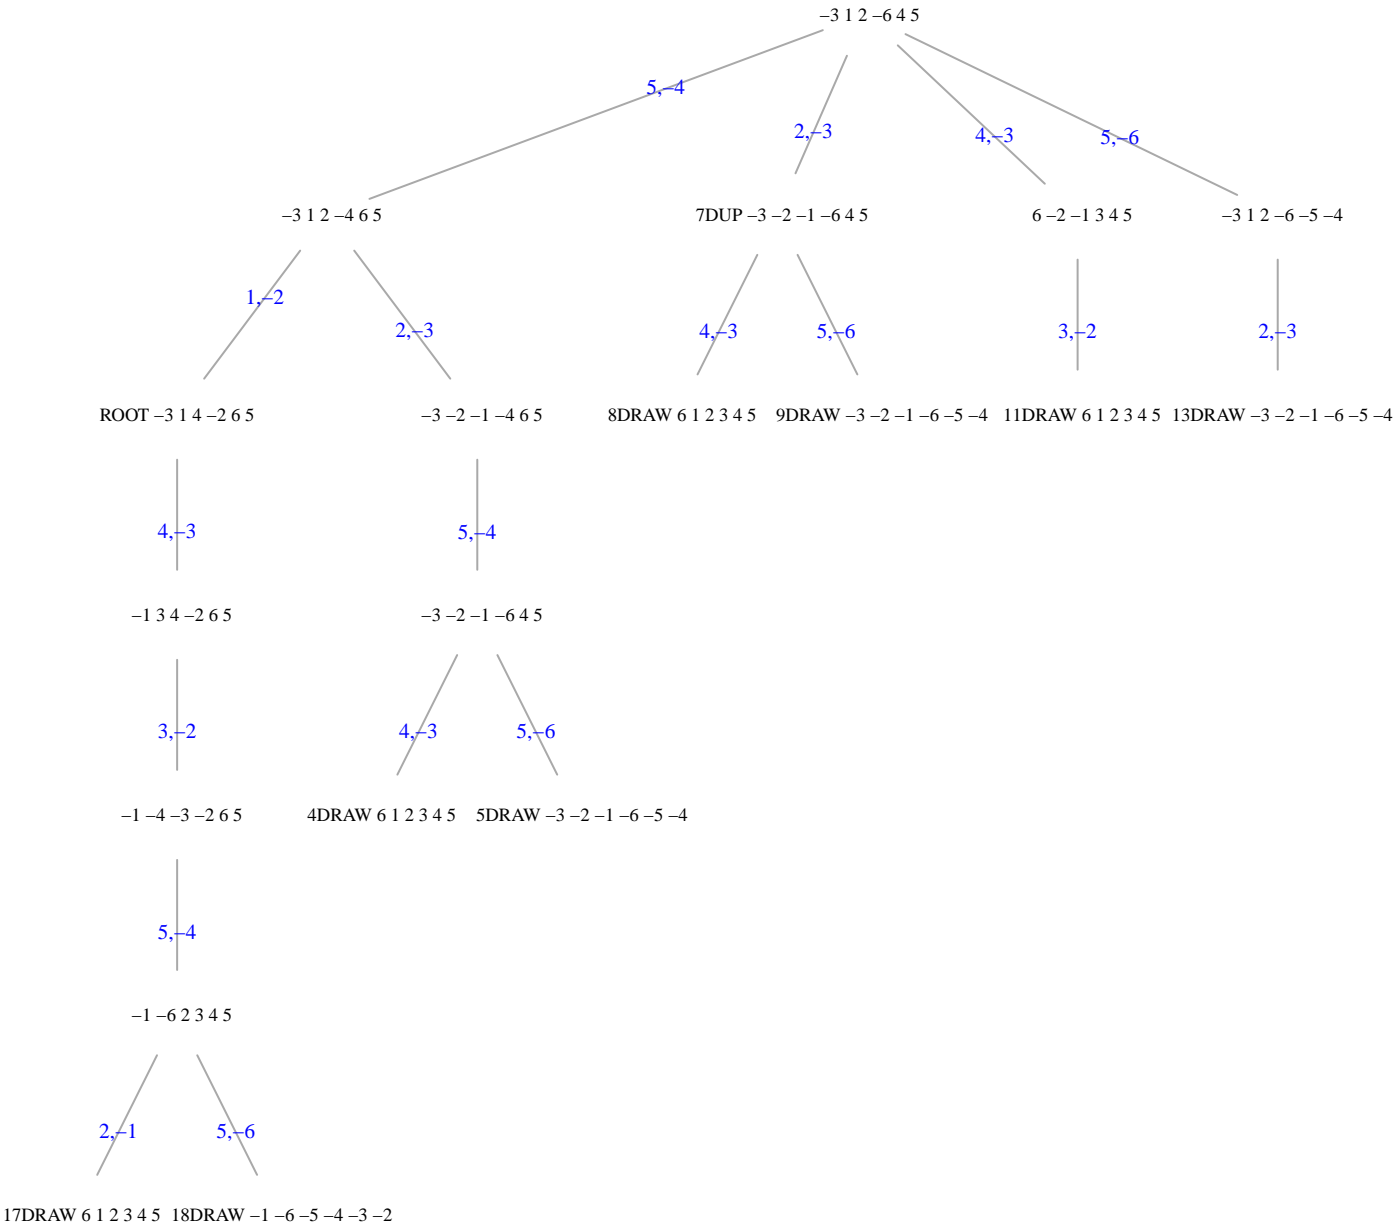 –3 1 2 –6 4 5
5,–4
2,–3
4,–3
5,–6
–3 1 2 –4 6 5
7DUP –3 –2 –1 –6 4 5
6 –2 –1 3 4 5
–3 1 2 –6 –5 –4
1,–2
2,–3
4,–3
5,–6
3,–2
2,–3
ROOT –3 1 4 –2 6 5
–3 –2 –1 –4 6 5
8DRAW 6 1 2 3 4 5
9DRAW –3 –2 –1 –6 –5 –4
11DRAW 6 1 2 3 4 5
13DRAW –3 –2 –1 –6 –5 –4
4,–3
5,–4
–1 3 4 –2 6 5
–3 –2 –1 –6 4 5
3,–2
4,–3
5,–6
–1 –4 –3 –2 6 5
4DRAW 6 1 2 3 4 5
5DRAW –3 –2 –1 –6 –5 –4
5,–4
–1 –6 2 3 4 5
2,–1
5,–6
17DRAW 6 1 2 3 4 5
18DRAW –1 –6 –5 –4 –3 –2